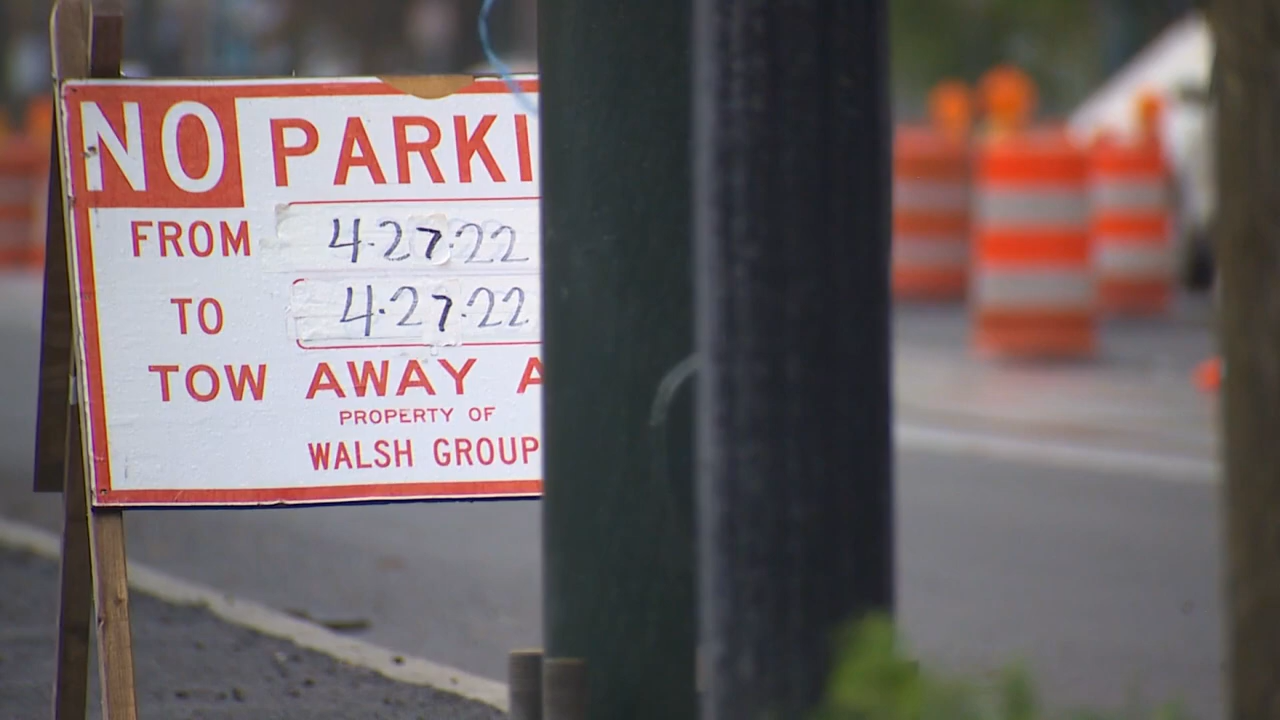 NO PARKI
FROM 4·27·22
TO 4·27·22
TOW AWAY A
PROPERTY OF
WALSH GROUP